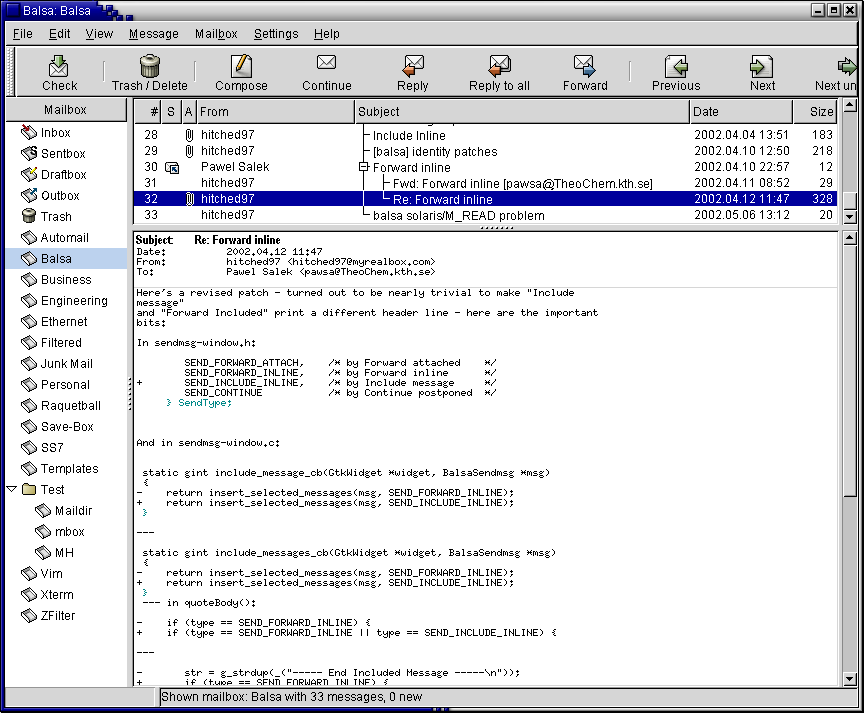 Balsa: Balsa
File Edit View Message Mailbox Settings Help
Check Trash / Delete Compose Continue Reply Reply to all Forward Previous Next Next un
Mailbox
Inbox
Sentbox
Draftbox
Outbox
Trash
Automail
Balsa
Business
Engineering
Ethernet
Filtered
Junk Mail
Personal
Raquetball
Save-Box
SS7
Templates
Test
Maildir
mbox
MH
Vim
Xterm
ZFilter
# S A From Subject Date Size
28 hitched97 Include Inline 2002.04.04 13:51 183
29 hitched97 [balsa] identity patches 2002.04.10 12:50 218
30 Pawel Salek Forward inline 2002.04.10 22:57 12
31 hitched97 Fwd: Forward inline [pawsa@TheoChem.kth.se] 2002.04.11 08:52 29
32 hitched97 Re: Forward inline 2002.04.12 11:47 328
33 hitched97 balsa solaris/M_READ problem 2002.05.06 13:12 20
Subject: Re: Forward inline
Date: 2002.04.12 11:47
From: hitched97 <hitched97@myrealbox.com>
To: Pawel Salek <pawsa@TheoChem.kth.se>
Here's a revised patch - turned out to be nearly trivial to make "Include
message"
and "Forward Included" print a different header line - here are the important
bits:
In sendmsg-window.h:
SEND_FORWARD_ATTACH, /* by Forward attached */
SEND_FORWARD_INLINE, /* by Forward inline */
+ SEND_INCLUDE_INLINE, /* by Include message */
SEND_CONTINUE /* by Continue postponed */
} SendType;
And in sendmsg-window.c:
static gint include_message_cb(GtkWidget *widget, BalsaSendmsg *msg)
{
- return insert_selected_messages(msg, SEND_FORWARD_INLINE);
+ return insert_selected_messages(msg, SEND_INCLUDE_INLINE);
}
---
static gint include_messages_cb(GtkWidget *widget, BalsaSendmsg *msg)
{
- return insert_selected_messages(msg, SEND_FORWARD_INLINE);
+ return insert_selected_messages(msg, SEND_INCLUDE_INLINE);
}
--- in quoteBody():
- if (type == SEND_FORWARD_INLINE) {
+ if (type == SEND_FORWARD_INLINE || type == SEND_INCLUDE_INLINE) {
---
- str = g_strdup(_("----- End Included Message -----\n"));
+ if (type == SEND_FORWARD_INLINE) {
Shown mailbox: Balsa with 33 messages, 0 new